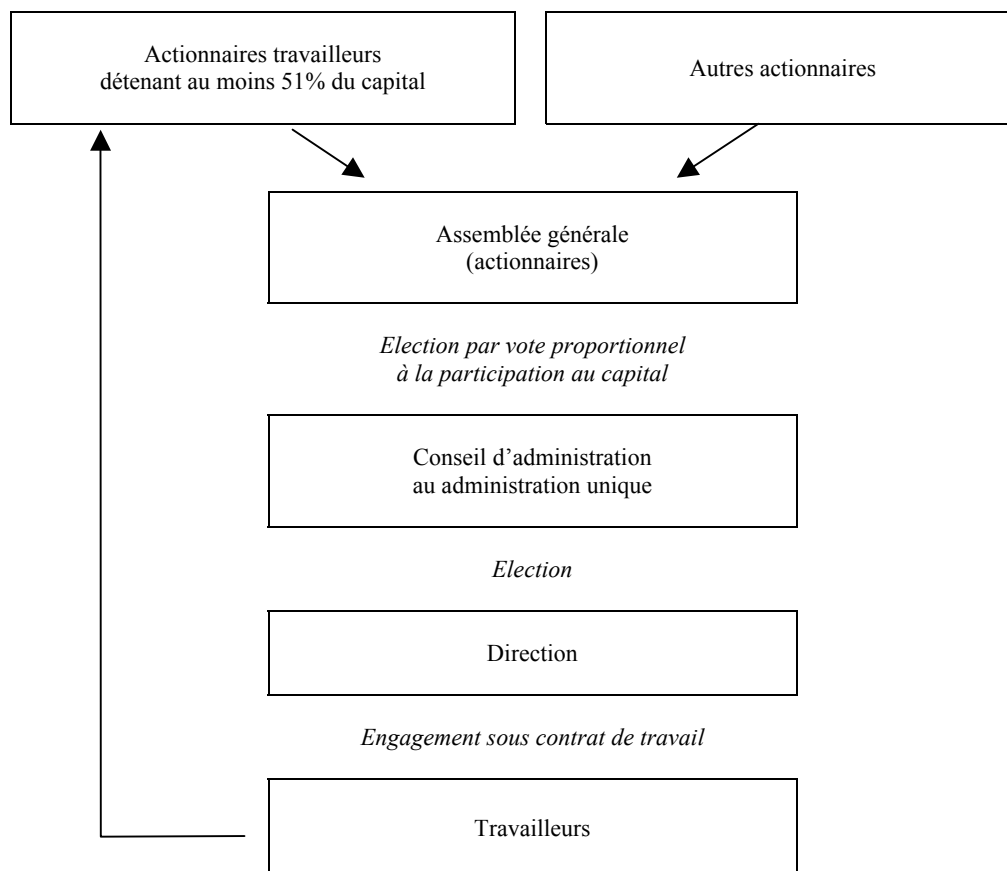 Actionnaires travailleurs
détenant au moins 51% du capital
Autres actionnaires
Assemblée générale
(actionnaires)
Election par vote proportionnel
à la participation au capital
Conseil d’administration
au administration unique
Election
Direction
Engagement sous contrat de travail
Travailleurs